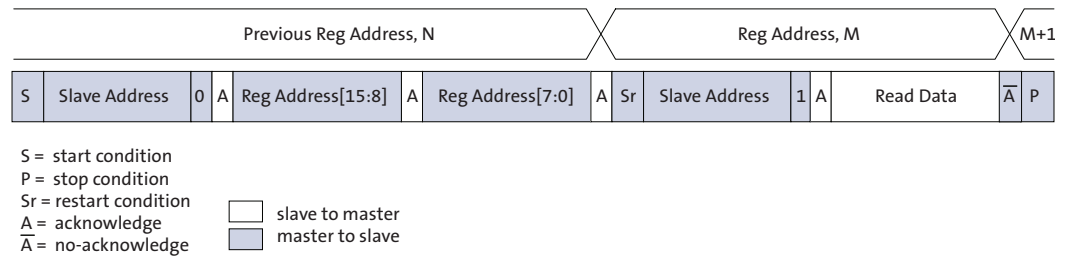 Previous Reg Address, N Reg Address, M M+1
S Slave Address 0 A Reg Address[15:8] A Reg Address[7:0] A Sr Slave Address 1 A Read Data A̅ P
S = start condition
P = stop condition
Sr = restart condition
A = acknowledge
A̅ = no-acknowledge
slave to master
master to slave